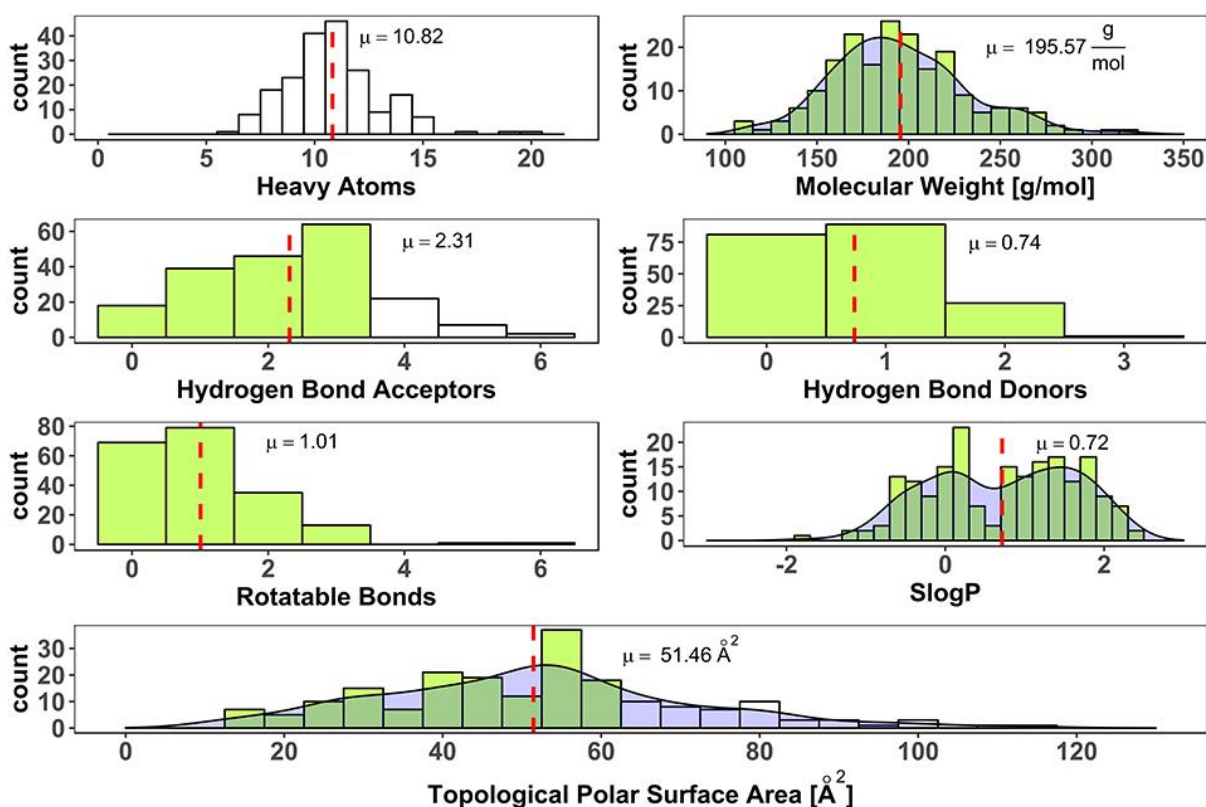 count
40
30
20
10
0
μ = 10.82
0 5 10 15 20
Heavy Atoms
count
20
10
0
μ = 195.57 g/mol
100 150 200 250 300 350
Molecular Weight [g/mol]
count
60
40
20
0
μ = 2.31
0 2 4 6
Hydrogen Bond Acceptors
count
75
50
25
0
μ = 0.74
0 1 2 3
Hydrogen Bond Donors
count
80
60
40
20
0
μ = 1.01
0 2 4 6
Rotatable Bonds
count
20
15
10
5
0
μ = 0.72
-2 0 2
SlogP
count
30
20
10
0
μ = 51.46 Å²
0 20 40 60 80 100 120
Topological Polar Surface Area [Å²]